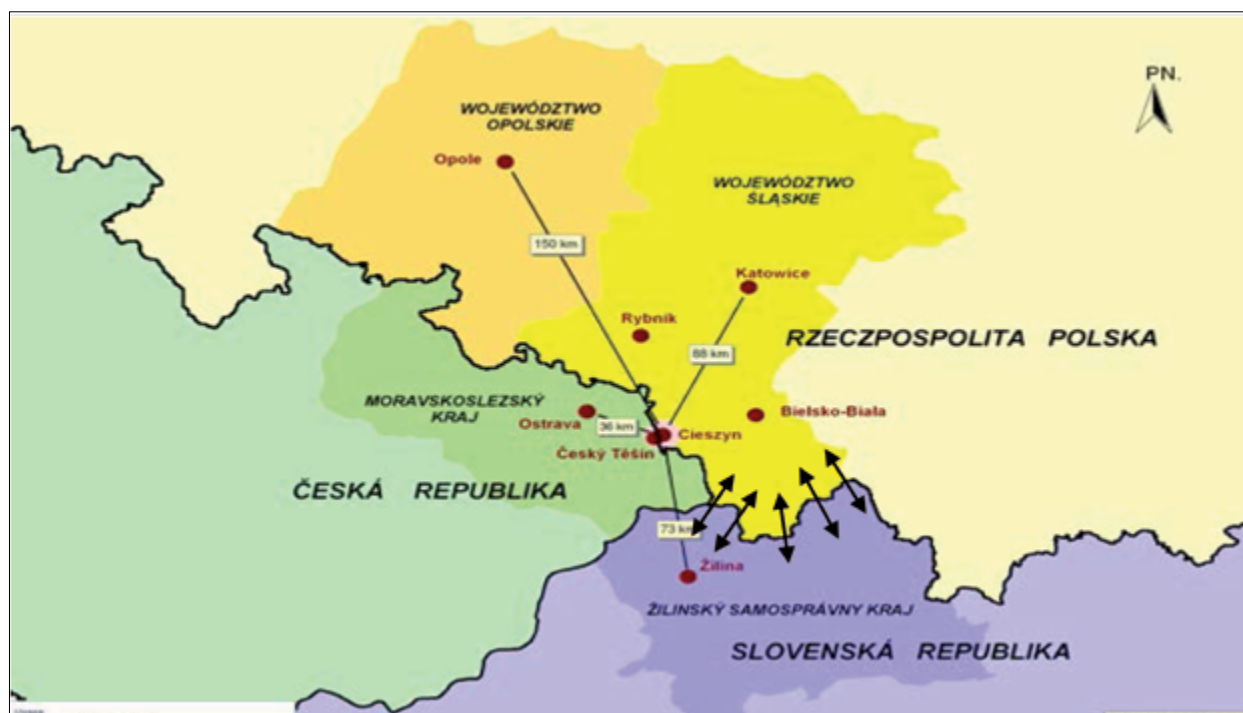 PN.
WOJEWÓDZTWO
OPOLSKIE
Opole
WOJEWÓDZTWO
ŚLĄSKIE
150 km
Katowice
Rybnik
RZECZPOSPOLITA POLSKA
88 km
MORAVSKOSLEZSKÝ
KRAJ
Ostrava
36 km
Cieszyn
Bielsko-Biała
Český Těšín
ČESKÁ REPUBLIKA
73 km
Žilina
ŽILINSKÝ SAMOSPRÁVNY KRAJ
SLOVENSKÁ REPUBLIKA